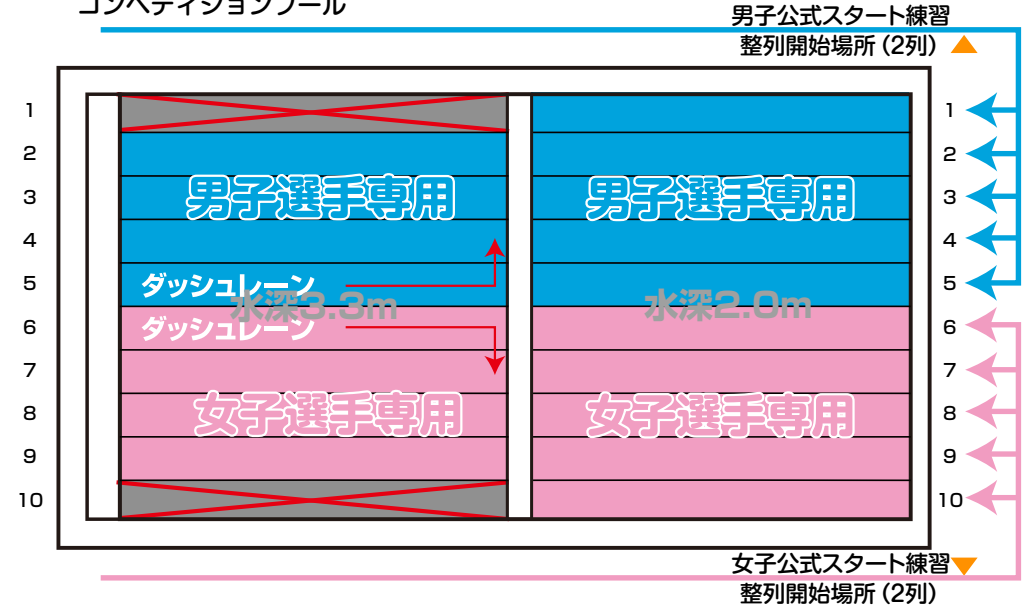 コンペティションプール
男子公式スタート練習
整列開始場所（2列）
1
2
3
4
5
6
7
8
9
10
男子選手専用
男子選手専用
ダッシュレーン
水深3.3m
水深2.0m
ダッシュレーン
女子選手専用
女子選手専用
1
2
3
4
5
6
7
8
9
10
女子公式スタート練習
整列開始場所（2列）